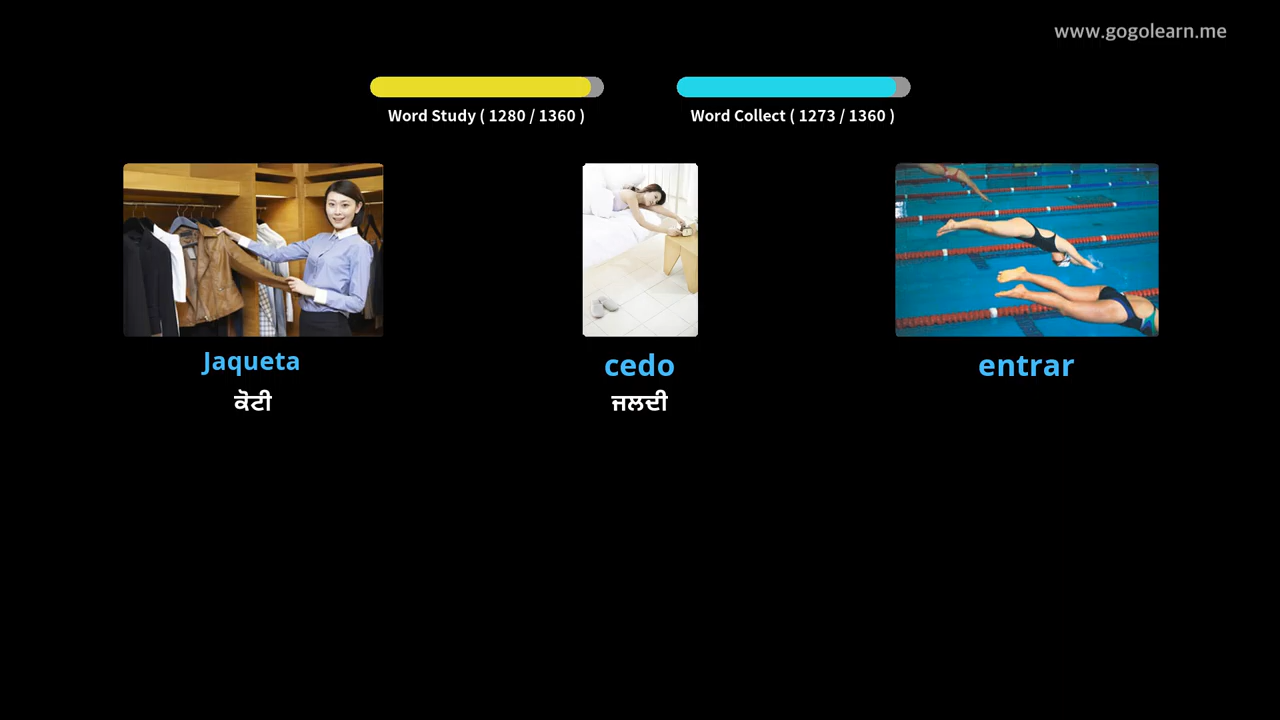 www.gogolearn.me
Word Study ( 1280 / 1360 )
Word Collect ( 1273 / 1360 )
Jaqueta
ਕੋਟੀ
cedo
ਜਲਦੀ
entrar